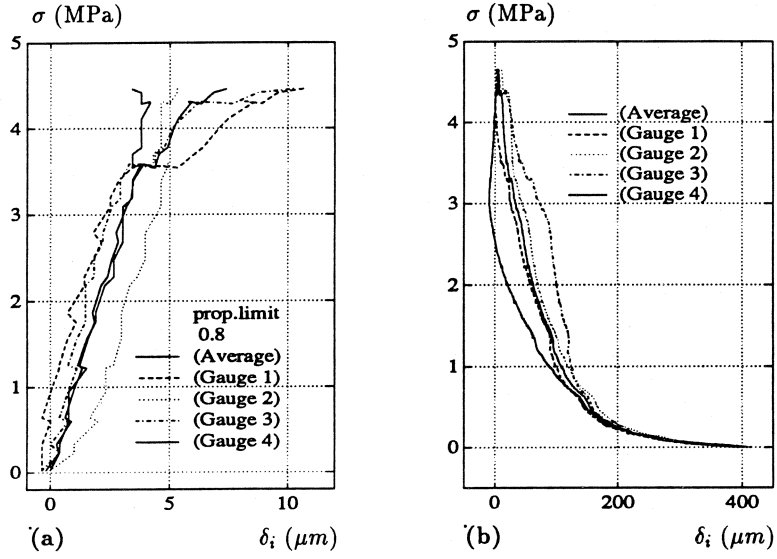 σ (MPa)
5
4
3
2
1
0
prop.limit
0.8
(Average)
(Gauge 1)
(Gauge 2)
(Gauge 3)
(Gauge 4)
0 5 10
(a) δi (μm)
σ (MPa)
5
4
3
2
1
0
(Average)
(Gauge 1)
(Gauge 2)
(Gauge 3)
(Gauge 4)
0 200 400
(b) δi (μm)